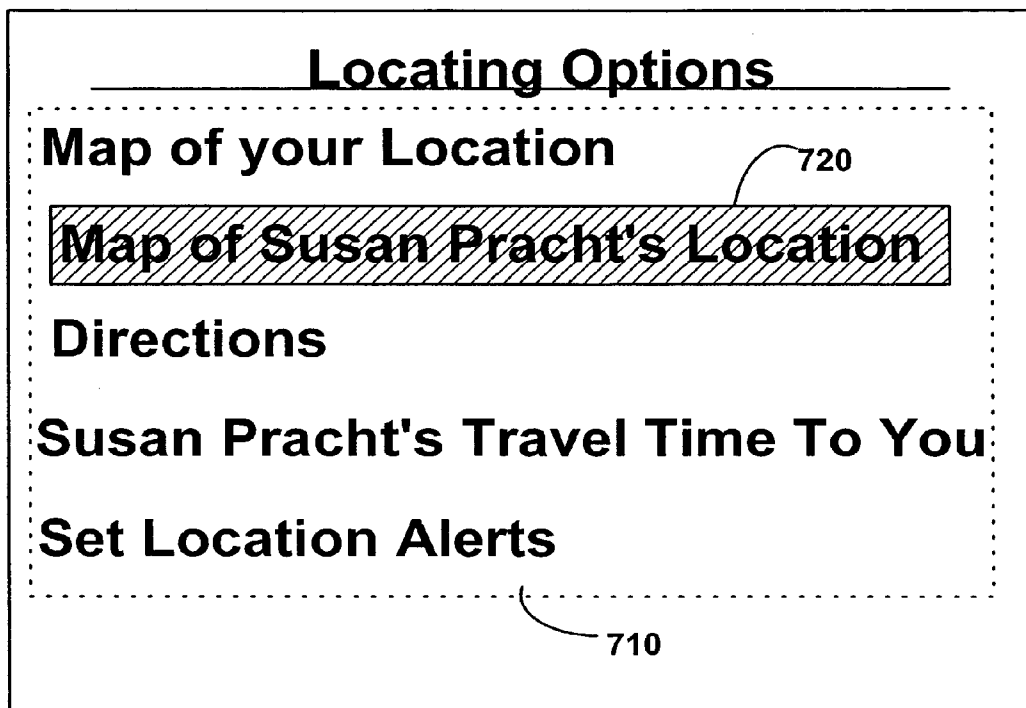 Locating Options
Map of your Location
720
Map of Susan Pracht's Location
Directions
Susan Pracht's Travel Time To You
Set Location Alerts
710